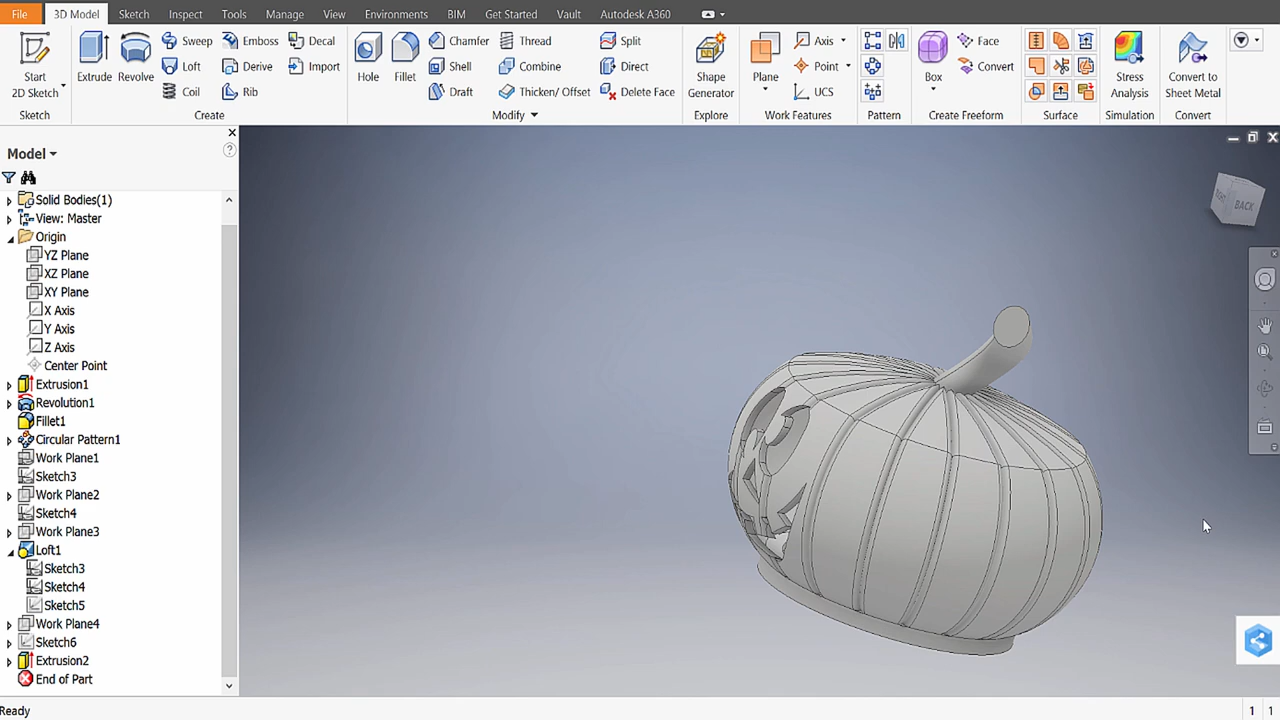 File 3D Model Sketch Inspect Tools Manage View Environments BIM Get Started Vault Autodesk A360
Start
2D Sketch
Sketch
Extrude
Revolve
Sweep
Loft
Coil
Emboss
Derive
Rib
Decal
Import
Create
Hole
Fillet
Chamfer
Shell
Draft
Thread
Combine
Thicken/ Offset
Split
Direct
Delete Face
Modify
Shape
Generator
Explore
Plane
Axis
Point
UCS
Work Features
Pattern
Box
Face
Convert
Create Freeform
Surface
Stress
Analysis
Simulation
Convert to
Sheet Metal
Convert
Model
Solid Bodies(1)
View: Master
Origin
YZ Plane
XZ Plane
XY Plane
X Axis
Y Axis
Z Axis
Center Point
Extrusion1
Revolution1
Fillet1
Circular Pattern1
Work Plane1
Sketch3
Work Plane2
Sketch4
Work Plane3
Loft1
Sketch3
Sketch4
Sketch5
Work Plane4
Sketch6
Extrusion2
End of Part
BACK
Ready
1 1